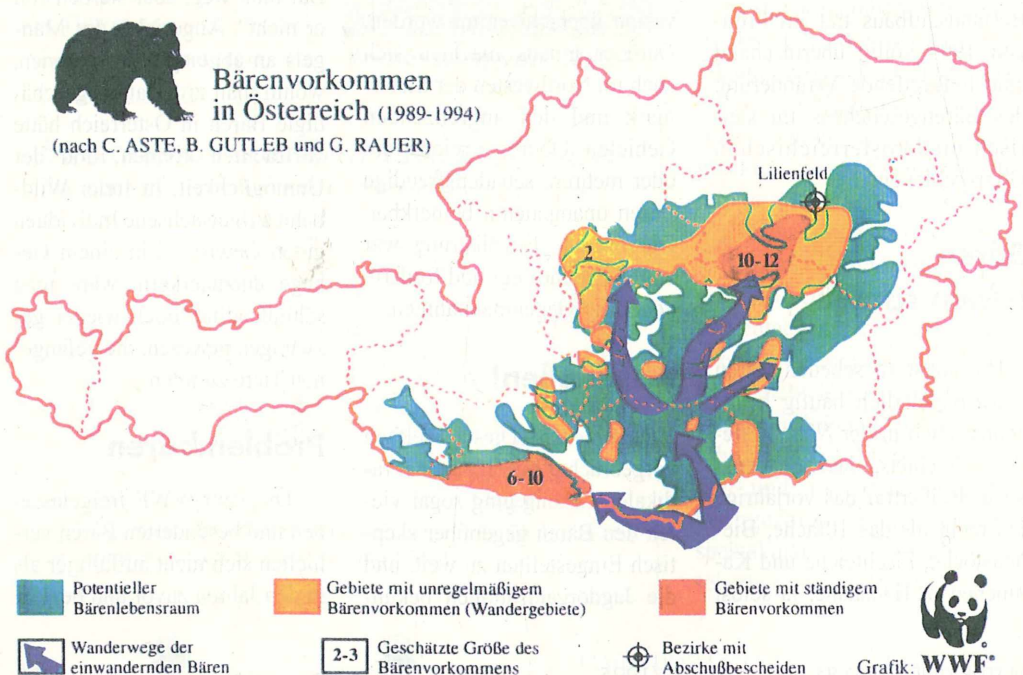 Bärenvorkommen
in Österreich (1989-1994)
(nach C. ASTE, B. GUTLEB und G. RAUER)
Lilienfeld
2
10-12
6-10
Potentieller
Bärenlebensraum
Gebiete mit unregelmäßigem
Bärenvorkommen (Wandergebiete)
Gebiete mit ständigem
Bärenvorkommen
Wanderwege der
einwandernden Bären
2-3
Geschätzte Größe des
Bärenvorkommens
Bezirke mit
Abschußbescheiden
Grafik: WWF®